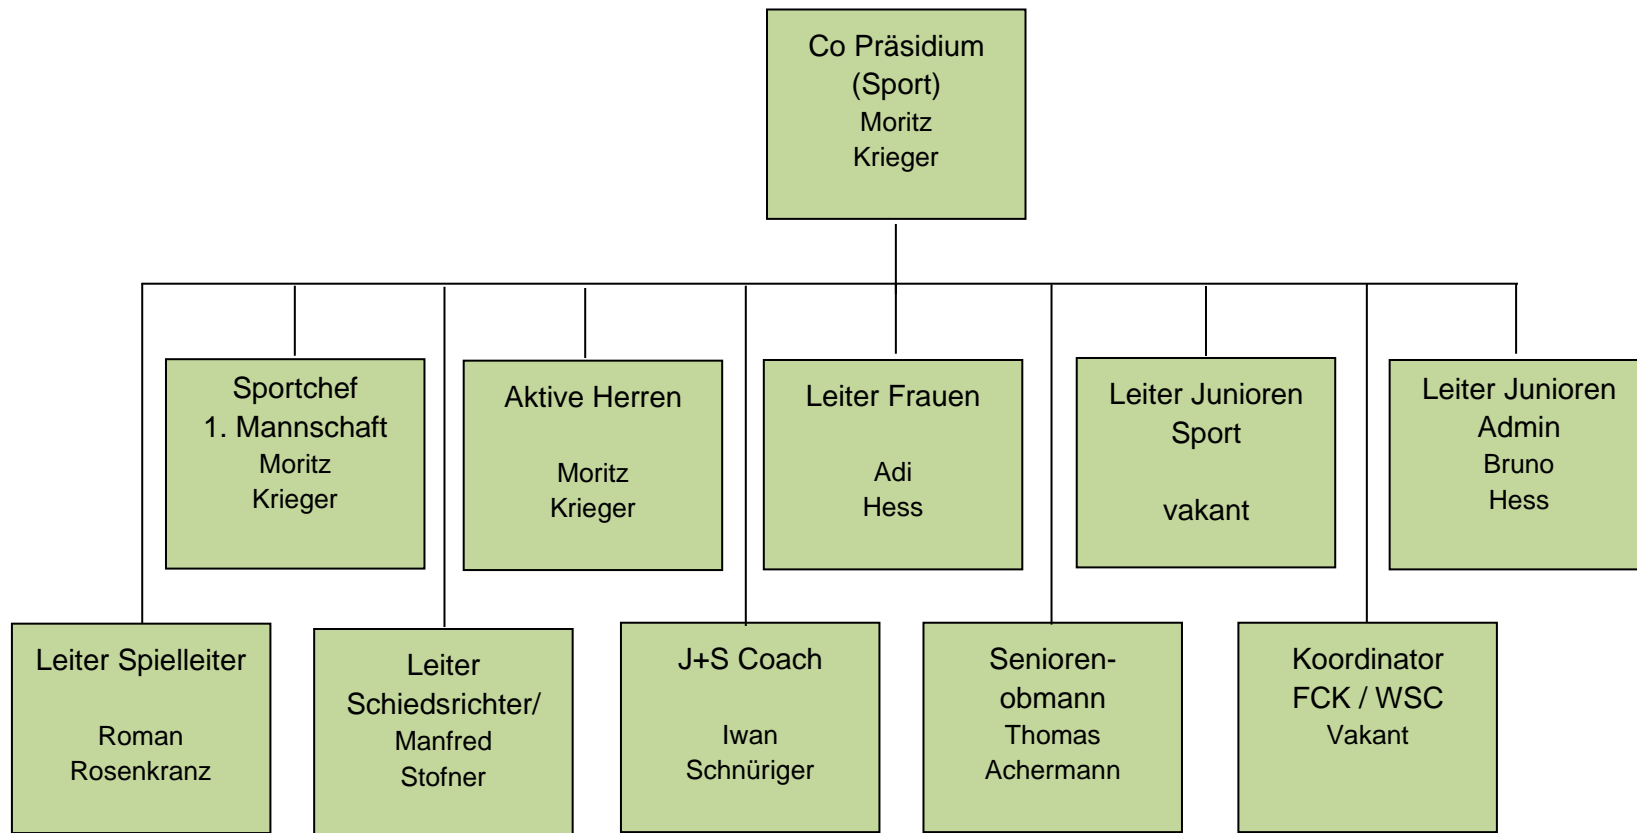 Co Präsidium
(Sport)
Moritz
Krieger
Sportchef
1. Mannschaft
Moritz
Krieger
Aktive Herren
Moritz
Krieger
Leiter Frauen
Adi
Hess
Leiter Junioren
Sport
vakant
Leiter Junioren
Admin
Bruno
Hess
Leiter Spielleiter
Roman
Rosenkranz
Leiter
Schiedsrichter/
Manfred
Stofner
J+S Coach
Iwan
Schnüriger
Senioren-
obmann
Thomas
Achermann
Koordinator
FCK / WSC
Vakant